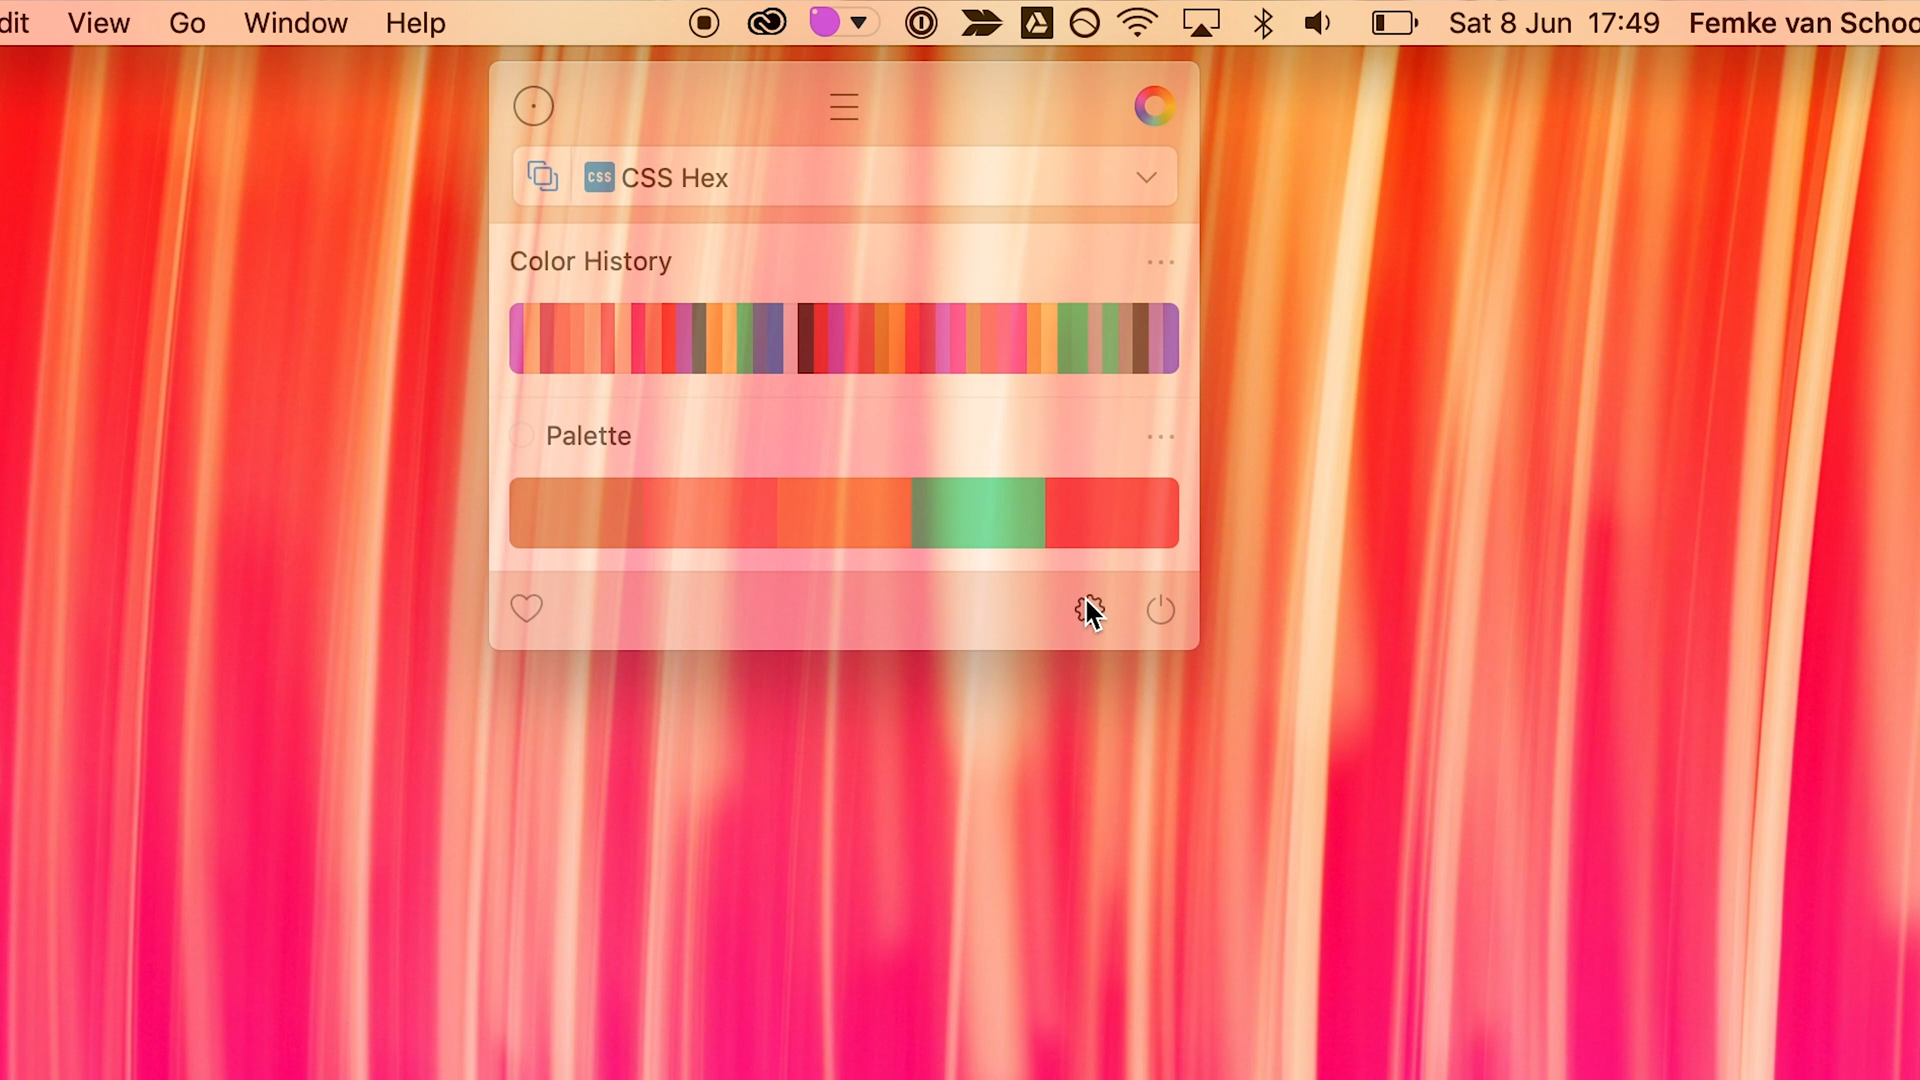 dit View Go Window Help Sat 8 Jun 17:49 Femke van Schoo
CSS CSS Hex
Color History
Palette